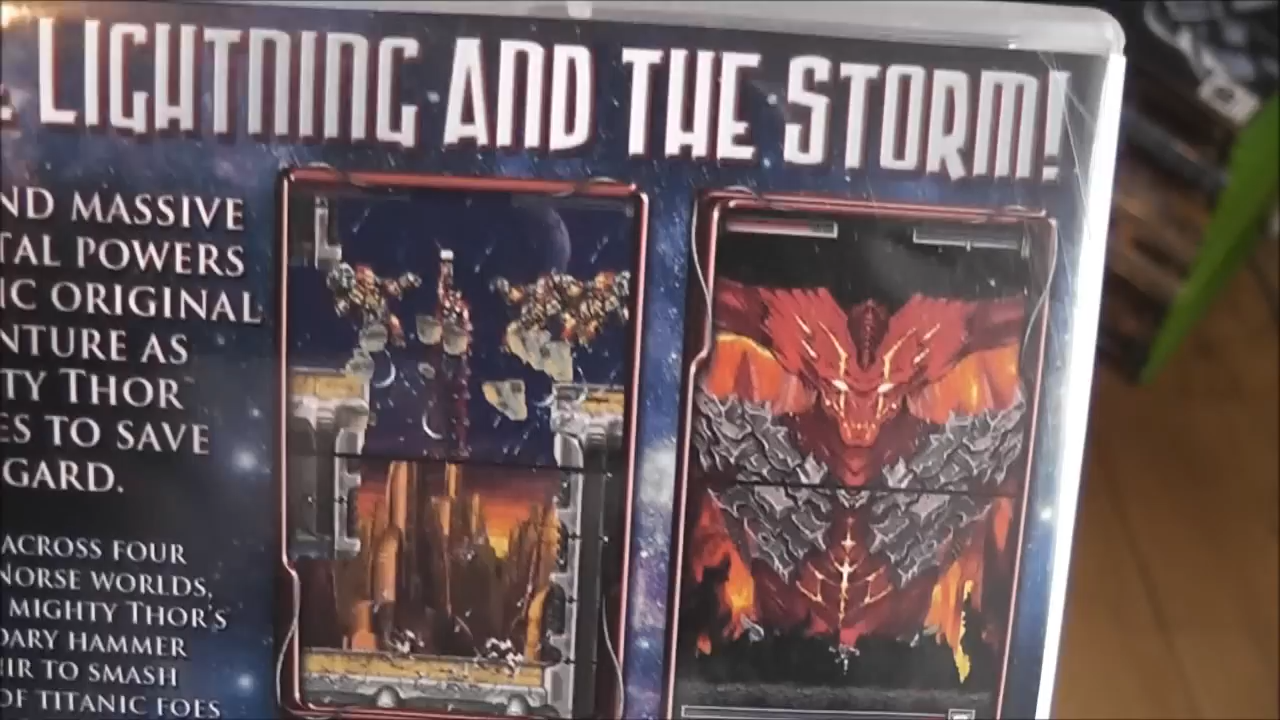 LIGHTNING AND THE STORM!
ND MASSIVE
TAL POWERS
IC ORIGINAL
NTURE AS
TY THOR
ES TO SAVE
GARD.
ACROSS FOUR
NORSE WORLDS,
MIGHTY THOR'S
DARY HAMMER
NIR TO SMASH
OF TITANIC FOES